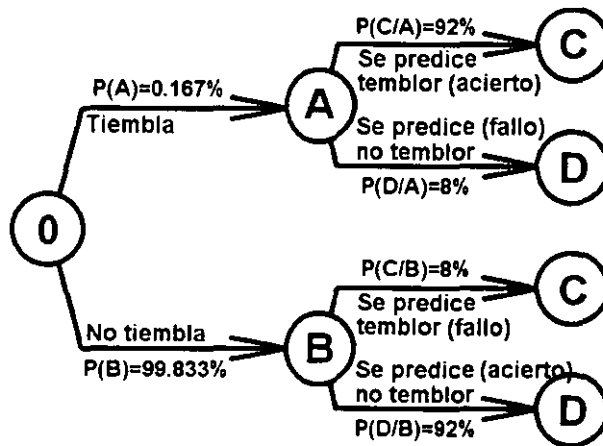 P(C/A)=92%
C
Se predice
temblor (acierto)
P(A)=0.167%
Tiembla
A
Se predice (fallo)
no temblor
D
P(D/A)=8%
0
P(C/B)=8%
C
Se predice
temblor (fallo)
No tiembla
P(B)=99.833%
B
Se predice (acierto)
no temblor
D
P(D/B)=92%